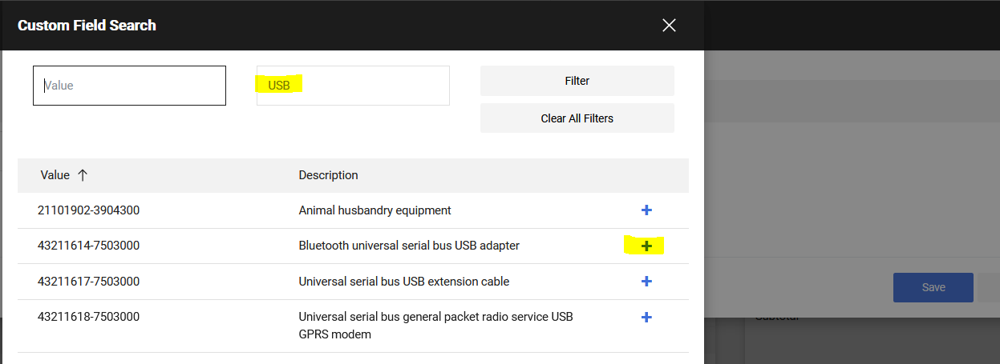 Custom Field Search
Value
USB
Filter
Clear All Filters
Value
Description
21101902-3904300
Animal husbandry equipment
43211614-7503000
Bluetooth universal serial bus USB adapter
43211617-7503000
Universal serial bus USB extension cable
43211618-7503000
Universal serial bus general packet radio service USB
GPRS modem
Save
Subtotal